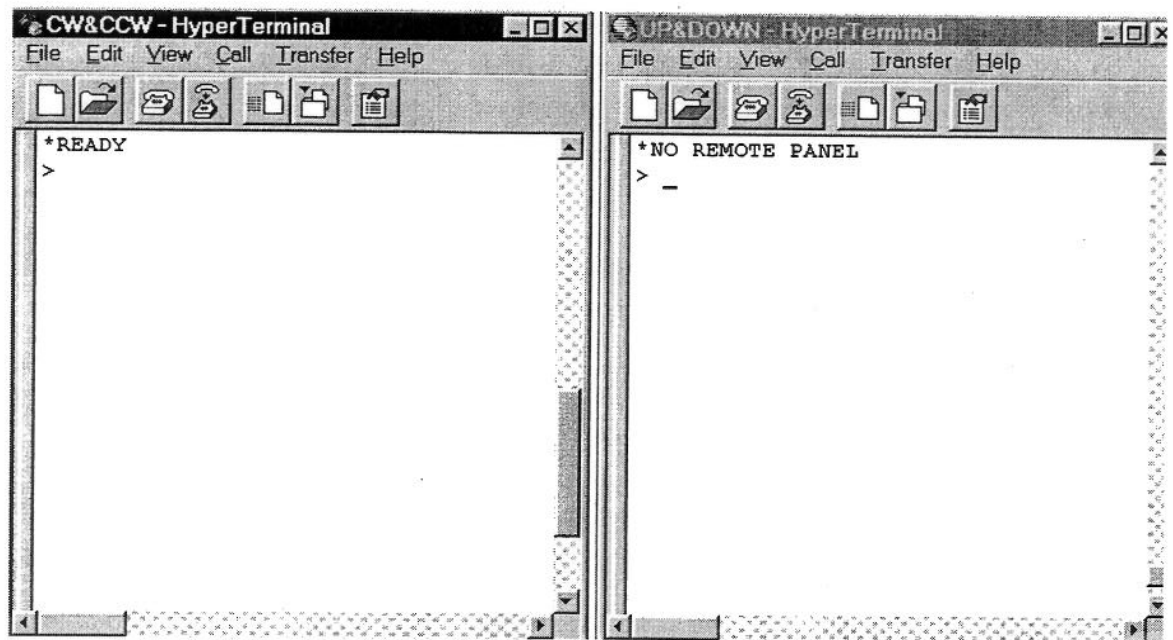 CW&CCW - HyperTerminal
File Edit View Call Transfer Help
*READY
>
UP&DOWN - HyperTerminal
File Edit View Call Transfer Help
*NO REMOTE PANEL
> _